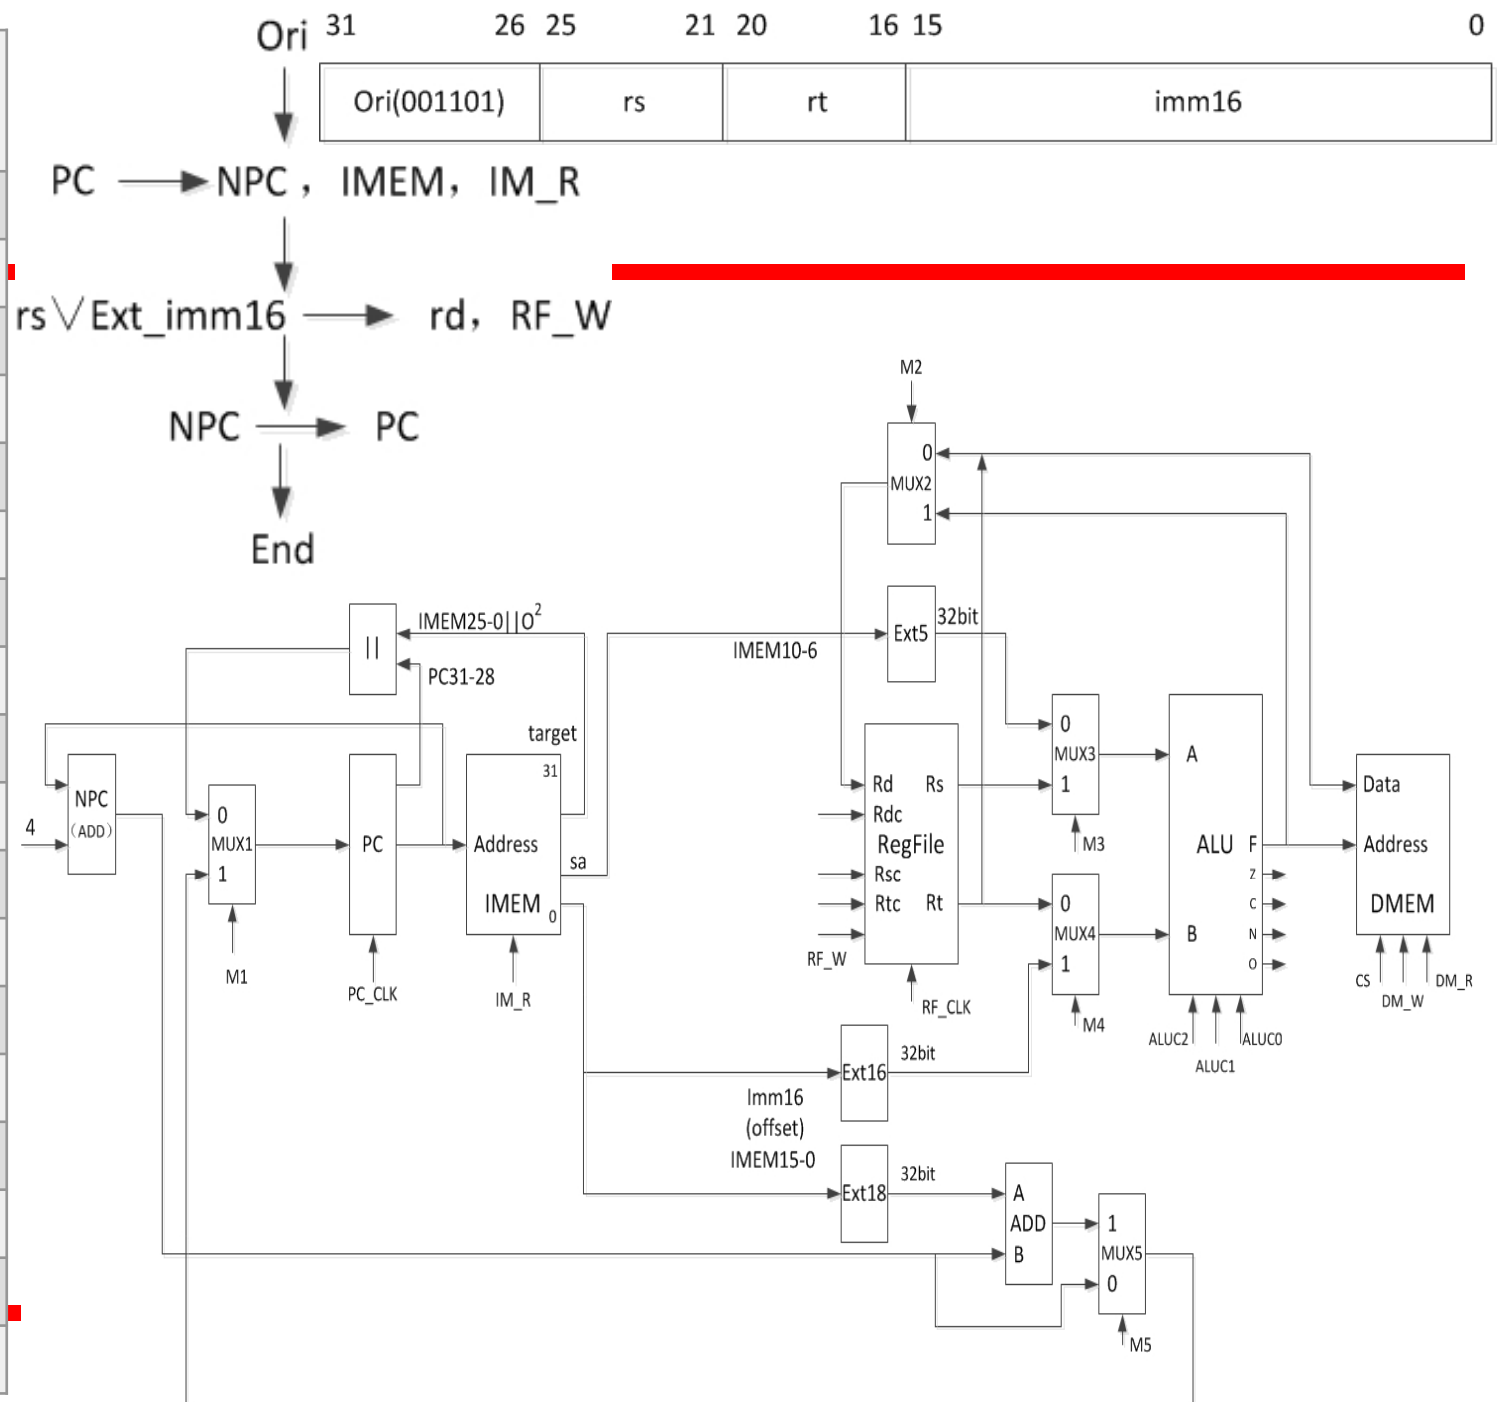 Ori
31 26 25 21 20 16 15 0
Ori(001101) rs rt imm16
PC NPC， IMEM， IM_R
rs∨Ext_imm16 rd， RF_W
NPC PC
End
M2
0
MUX2
1
IMEM25-0||0²
||
PC31-28
IMEM10-6
Ext5
32bit
target
NPC
(ADD)
4
0
MUX1
1
M1
PC
PC_CLK
31
Address
sa
IMEM
0
IM_R
Rd Rs
Rdc
RegFile
Rsc
Rtc Rt
RF_W
RF_CLK
0
MUX3
1
M3
0
MUX4
1
M4
A
ALU F
Z
C
B N
O
ALUC2 ALUC0
ALUC1
Data
Address
DMEM
CS DM_R
DM_W
Ext16
32bit
Imm16
(offset)
IMEM15-0
Ext18
32bit
A
ADD
B
1
MUX5
0
M5